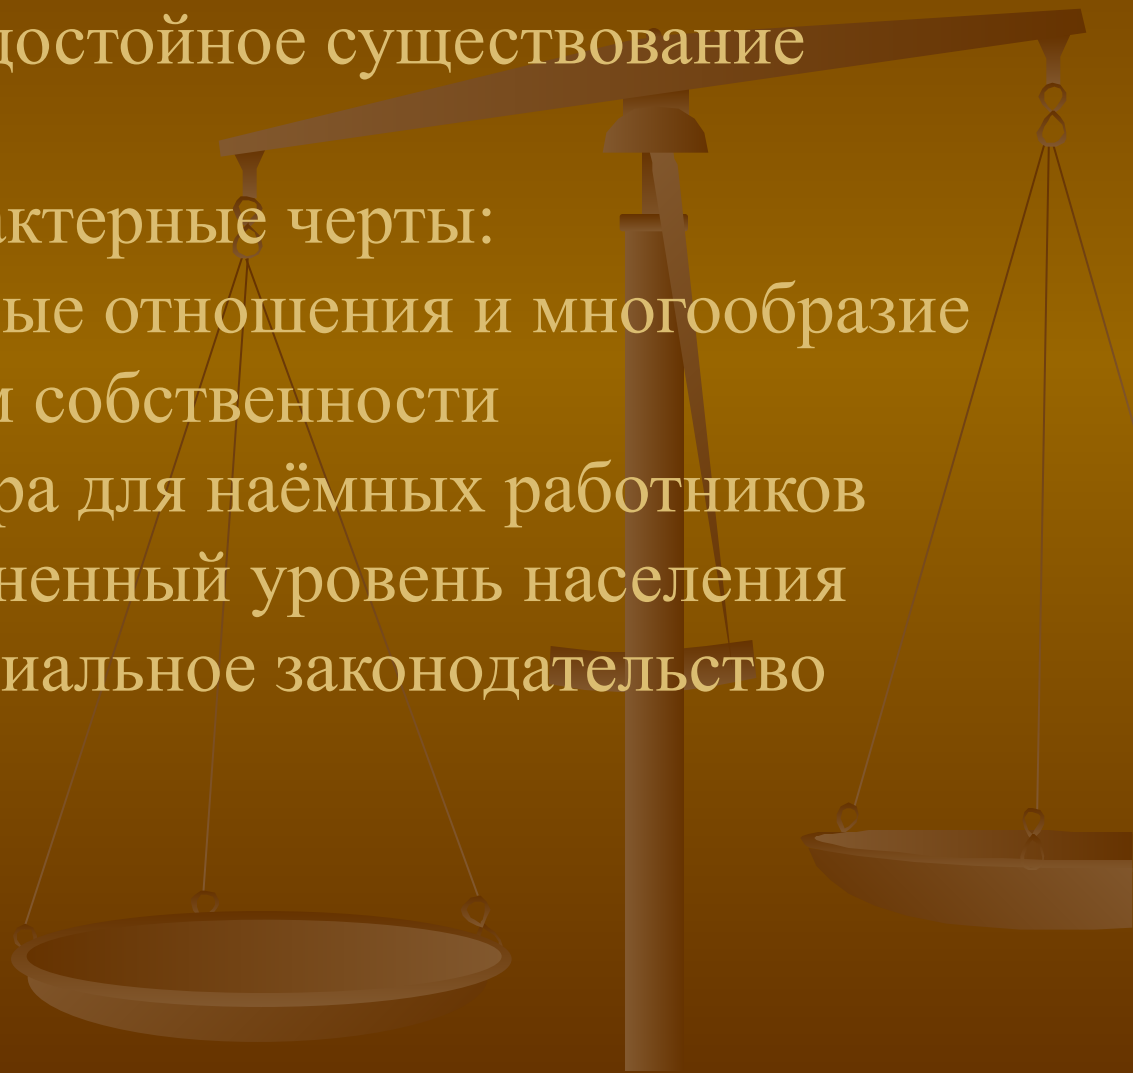 достойное существование
актерные черты:
ые отношения и многообразие
собственности
ра для наёмных работников
ненный уровень населения
иальное законодательство